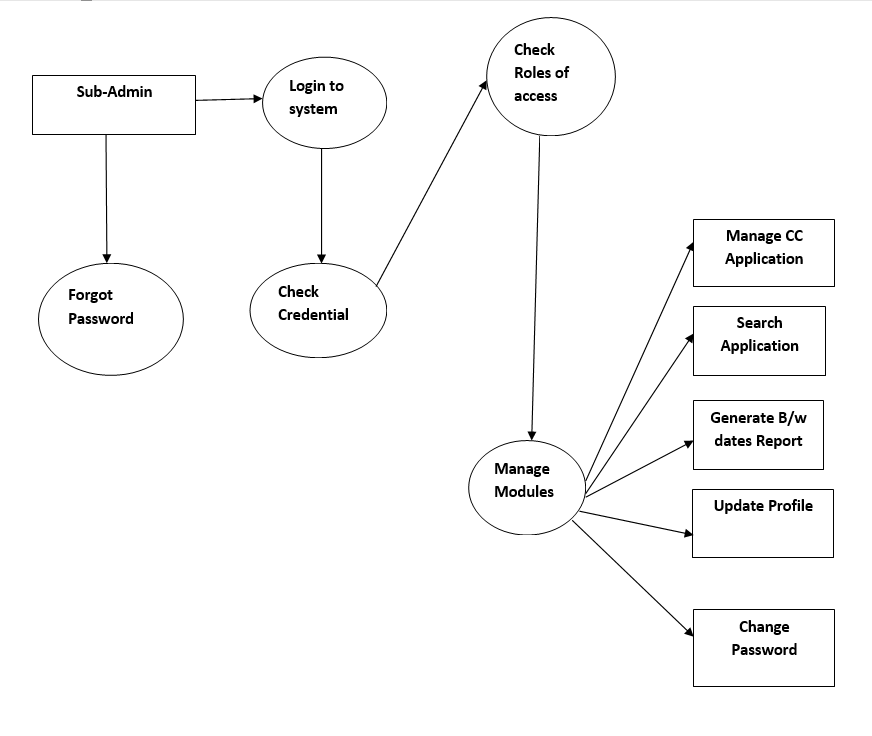 Sub-Admin
Login to
system
Check
Roles of
access
Forgot
Password
Check
Credential
Manage
Modules
Manage CC
Application
Search
Application
Generate B/w
dates Report
Update Profile
Change
Password